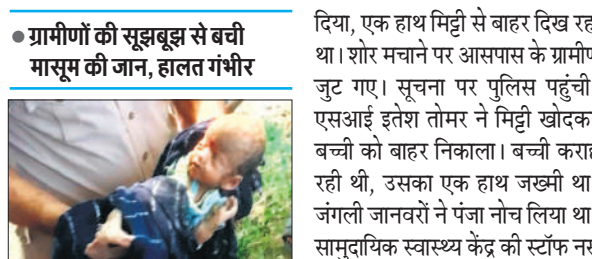 ● ग्रामीणों की सूझबूझ से बची
मासूम की जान, हालत गंभीर
दिया, एक हाथ मिट्टी से बाहर दिख रह
था। शोर मचाने पर आसपास के ग्रामीण
जुट गए। सूचना पर पुलिस पहुंची
एसआई इतेश तोमर ने मिट्टी खोदक
बच्ची को बाहर निकाला। बच्ची कराह
रही थी, उसका एक हाथ जख्मी था
जंगली जानवरों ने पंजा नोच लिया था
सामुदायिक स्वास्थ्य केंद्र की स्टॉफ नर्स